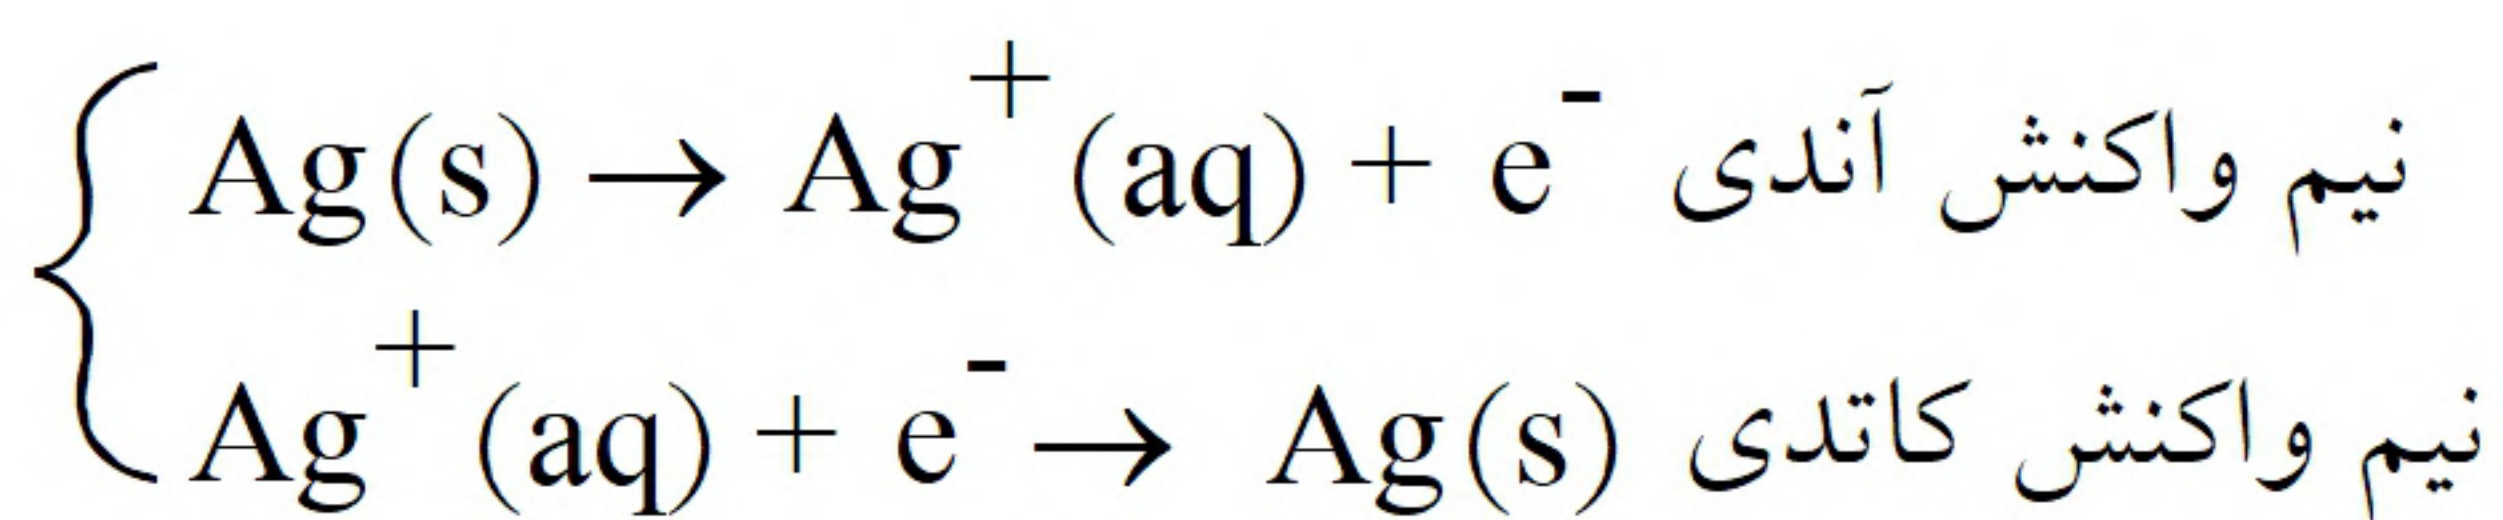 Ag(s) → Ag⁺(aq) + e⁻ نیم واکنش آندی
Ag⁺(aq) + e⁻ → Ag(s) نیم واکنش کاتدی